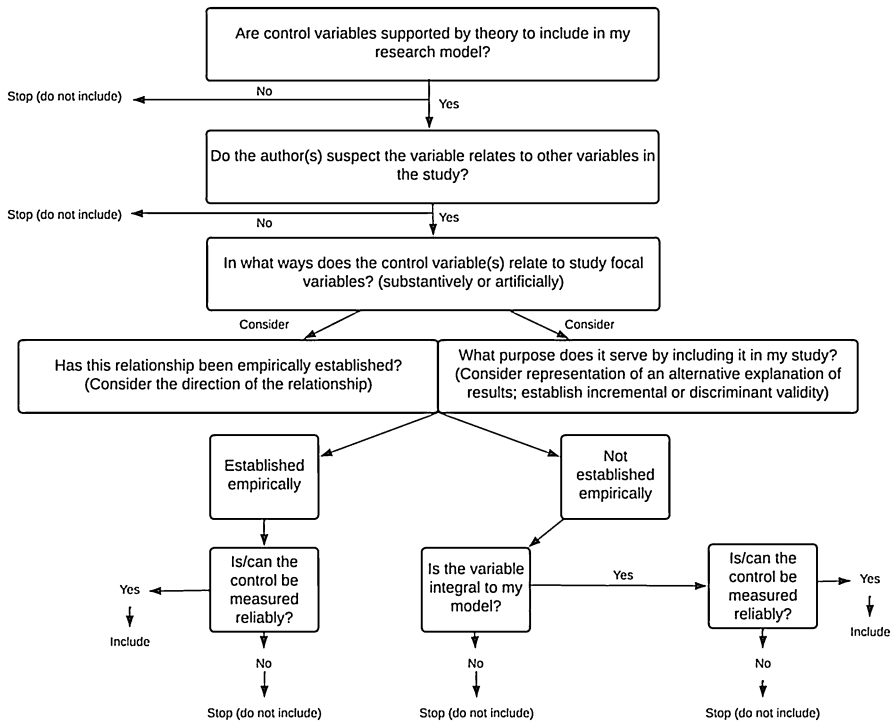 Are control variables supported by theory to include in my
research model?
No
Stop (do not include)
Yes
Do the author(s) suspect the variable relates to other variables in
the study?
Stop (do not include)
Yes
No
In what ways does the control variable(s) relate to study focal
variables? (substantively or artificially)
Consider
Consider
Has this relationship been empirically established?
(Consider the direction of the relationship)
What purpose does it serve by including it in my study?
(Consider representation of an alternative explanation of
results; establish incremental or discriminant validity)
Established
empirically
Not
established
empirically
Is/can the
control be
measured
reliably?
Yes
Include
No
Stop (do not include)
Is the variable
integral to my
model?
Yes
No
Stop (do not include)
Is/can the
control be
measured
reliably?
Yes
Include
No
Stop (do not include)